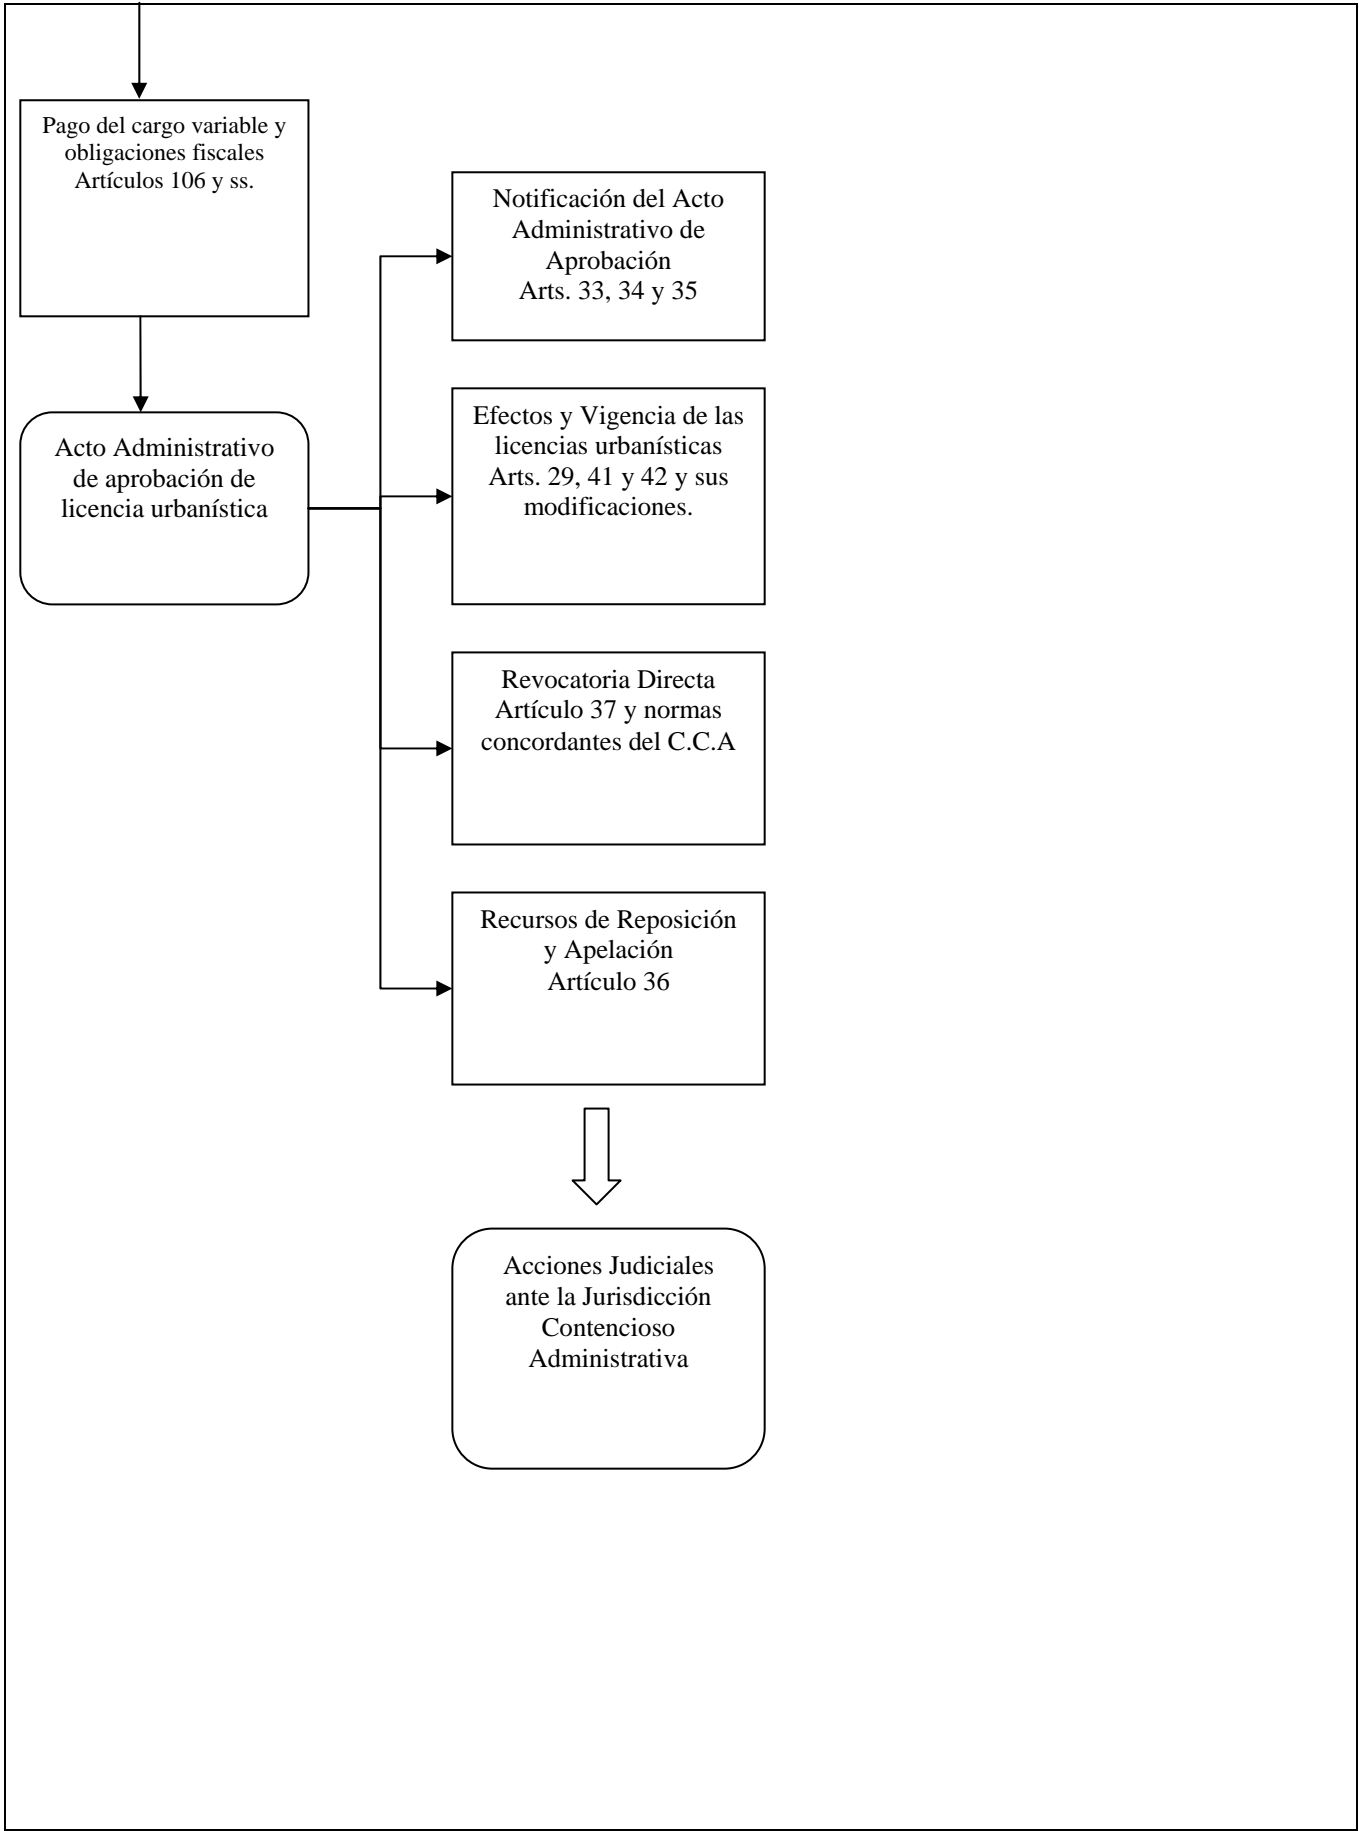 Pago del cargo variable y
obligaciones fiscales
Artículos 106 y ss.
Notificación del Acto
Administrativo de
Aprobación
Arts. 33, 34 y 35
Efectos y Vigencia de las
licencias urbanísticas
Arts. 29, 41 y 42 y sus
modificaciones.
Acto Administrativo
de aprobación de
licencia urbanística
Revocatoria Directa
Artículo 37 y normas
concordantes del C.C.A
Recursos de Reposición
y Apelación
Artículo 36
Acciones Judiciales
ante la Jurisdicción
Contencioso
Administrativa